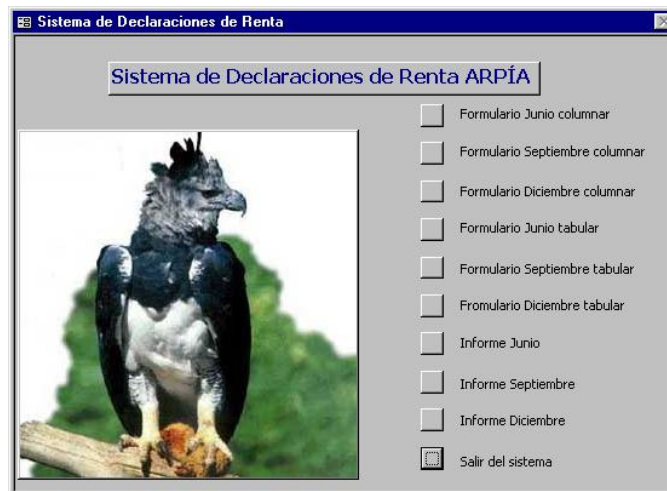 Sistema de Declaraciones de Renta
Sistema de Declaraciones de Renta ARPÍA
Formulario Junio columnar
Formulario Septiembre columnar
Formulario Diciembre columnar
Formulario Junio tabular
Formulario Septiembre tabular
Fromulario Diciembre tabular
Informe Junio
Informe Septiembre
Informe Diciembre
Salir del sistema